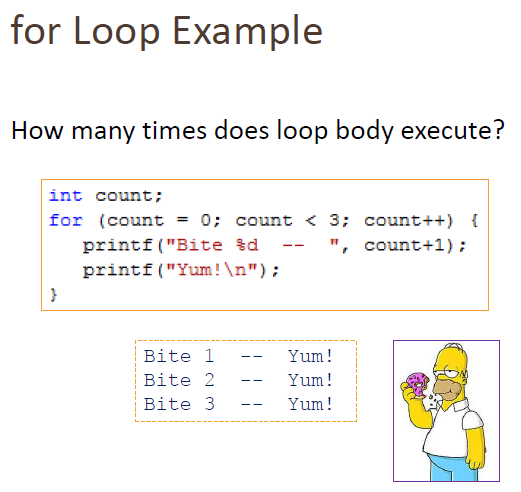 for Loop Example
How many times does loop body execute?
int count;
for (count = 0; count < 3; count++) {
   printf("Bite %d  --  ", count+1);
   printf("Yum!\n");
}
Bite 1  --  Yum!
Bite 2  --  Yum!
Bite 3  --  Yum!